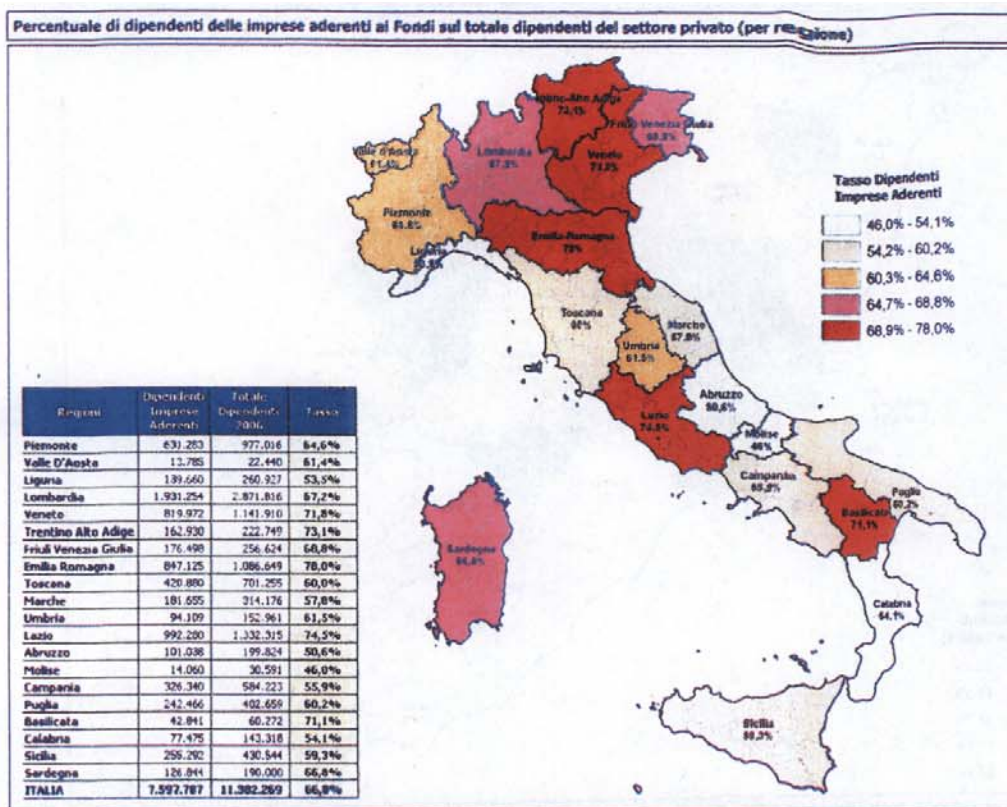 Percentuale di dipendenti delle imprese aderenti ai Fondi sul totale dipendenti del settore privato (per
Lombardia
Veneto
Piemonte
Emilia-Romagna
78%
Tasso Dipendenti
Imprese Aderenti
46,0% - 54,1%
54,2% - 60,2%
60,3% - 64,6%
64,7% - 68,8%
68,9% - 78,0%
Liguria
Toscana
60%
Marche
57,8%
Umbria
61,5%
Abruzzo
50,6%
Lazio
74,5%
Molise
46%
Campania
Puglia
60,2%
Basilicata
71,1%
Sardegna
Calabria
Sicilia
Regioni Dipendenti Imprese Aderenti Totale Dipendenti 2006 Tasso
Piemonte 631.283 977.016 64,6%
Valle D'Aosta 13.785 22.440 61,4%
Liguria 139.660 260.927 53,5%
Lombardia 1.931.254 2.871.816 67,2%
Veneto 819.972 1.141.910 71,8%
Trentino Alto Adige 162.930 222.749 73,1%
Friuli Venezia Giulia 176.498 256.624 68,8%
Emilia Romagna 847.125 1.086.649 78,0%
Toscana 420.880 701.255 60,0%
Marche 181.655 314.176 57,8%
Umbria 94.109 152.961 61,5%
Lazio 992.280 1.332.315 74,5%
Abruzzo 101.038 199.824 50,6%
Molise 14.060 30.591 46,0%
Campania 326.340 584.223 55,9%
Puglia 242.466 402.659 60,2%
Basilicata 42.841 60.272 71,1%
Calabria 77.475 143.318 54,1%
Sicilia 255.292 430.544 59,3%
Sardegna 126.844 190.000 66,8%
ITALIA 7.597.787 11.382.269 66,8%